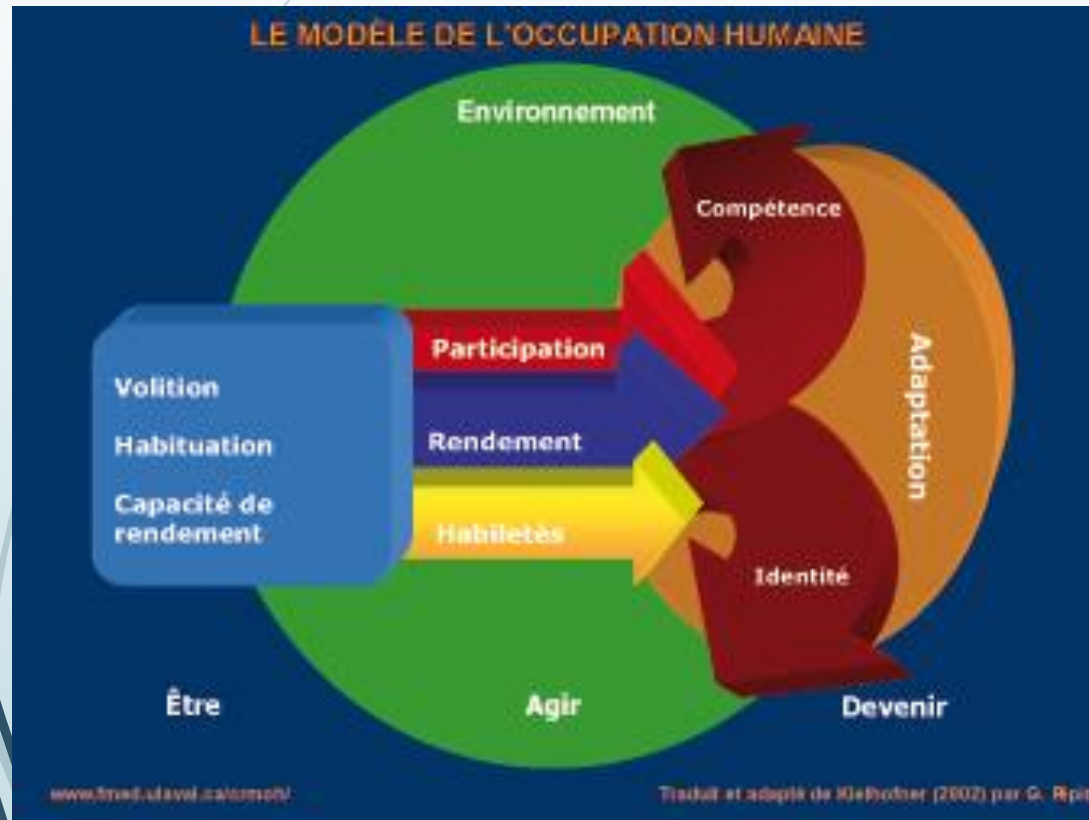 LE MODÈLE DE L'OCCUPATION HUMAINE
Environnement
Compétence
Participation
Volition
Adaptation
Habituation
Rendement
Capacité de
rendement
Habiletés
Identité
Être
Agir
Devenir
www.fmed.ulaval.ca/crmoh/
Traduit et adapté de Kielhofner (2002) par G.